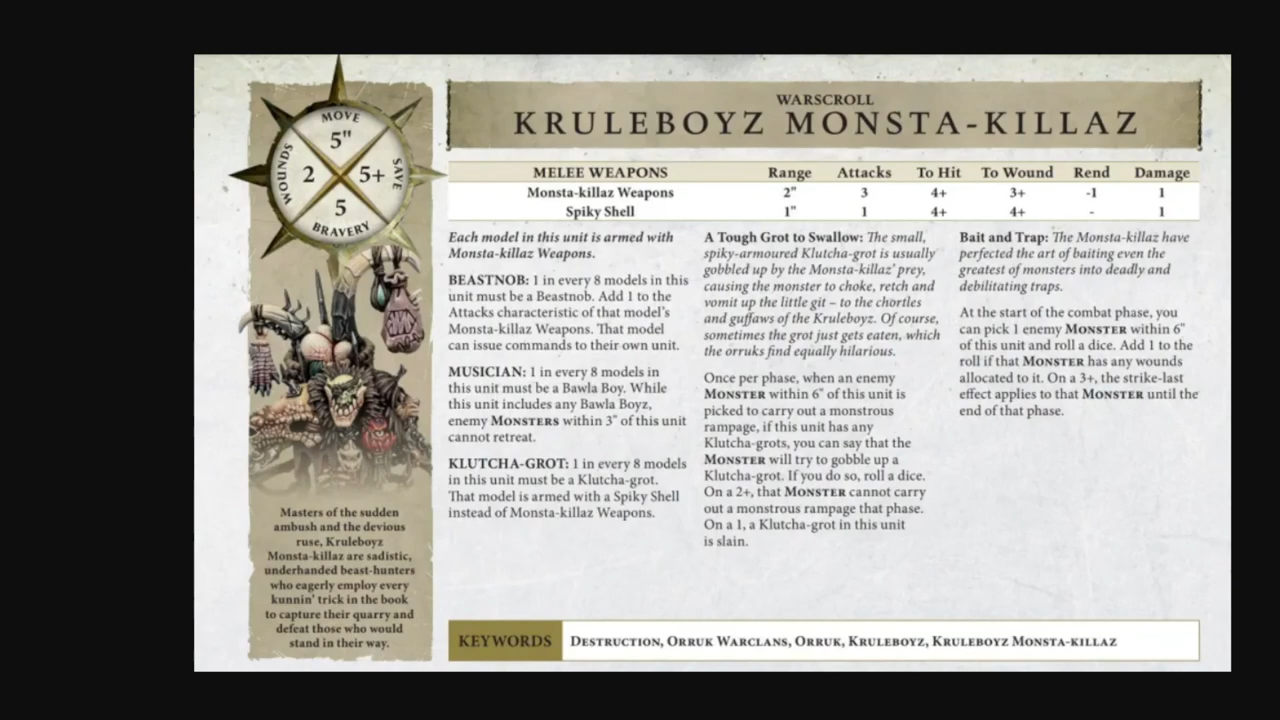 MOVE
5"
WOUNDS
2
5+
SAVE
5
BRAVERY
Masters of the sudden
ambush and the devious
ruse, Kruleboyz
Monsta-killaz are sadistic,
underhanded beast-hunters
who eagerly employ every
kunnin' trick in the book
to capture their quarry and
defeat those who would
stand in their way.
WARSCROLL
KRULEBOYZ MONSTA-KILLAZ
MELEE WEAPONS Range Attacks To Hit To Wound Rend Damage
Monsta-killaz Weapons 2" 3 4+ 3+ -1 1
Spiky Shell 1" 1 4+ 4+ - 1
Each model in this unit is armed with
Monsta-killaz Weapons.
BEASTNOB: 1 in every 8 models in this
unit must be a Beastnob. Add 1 to the
Attacks characteristic of that model's
Monsta-killaz Weapons. That model
can issue commands to their own unit.
MUSICIAN: 1 in every 8 models in
this unit must be a Bawla Boy. While
this unit includes any Bawla Boyz,
enemy MONSTERS within 3" of this unit
cannot retreat.
KLUTCHA-GROT: 1 in every 8 models
in this unit must be a Klutcha-grot.
That model is armed with a Spiky Shell
instead of Monsta-killaz Weapons.
A Tough Grot to Swallow: The small,
spiky-armoured Klutcha-grot is usually
gobbled up by the Monsta-killaz' prey,
causing the monster to choke, retch and
vomit up the little git – to the chortles
and guffaws of the Kruleboyz. Of course,
sometimes the grot just gets eaten, which
the orruks find equally hilarious.
Once per phase, when an enemy
MONSTER within 6" of this unit is
picked to carry out a monstrous
rampage, if this unit has any
Klutcha-grots, you can say that the
MONSTER will try to gobble up a
Klutcha-grot. If you do so, roll a dice.
On a 2+, that MONSTER cannot carry
out a monstrous rampage that phase.
On a 1, a Klutcha-grot in this unit
is slain.
Bait and Trap: The Monsta-killaz have
perfected the art of baiting even the
greatest of monsters into deadly and
debilitating traps.
At the start of the combat phase, you
can pick 1 enemy MONSTER within 6"
of this unit and roll a dice. Add 1 to the
roll if that MONSTER has any wounds
allocated to it. On a 3+, the strike-last
effect applies to that MONSTER until the
end of that phase.
KEYWORDS DESTRUCTION, ORRUK WARCLANS, ORRUK, KRULEBOYZ, KRULEBOYZ MONSTA-KILLAZ